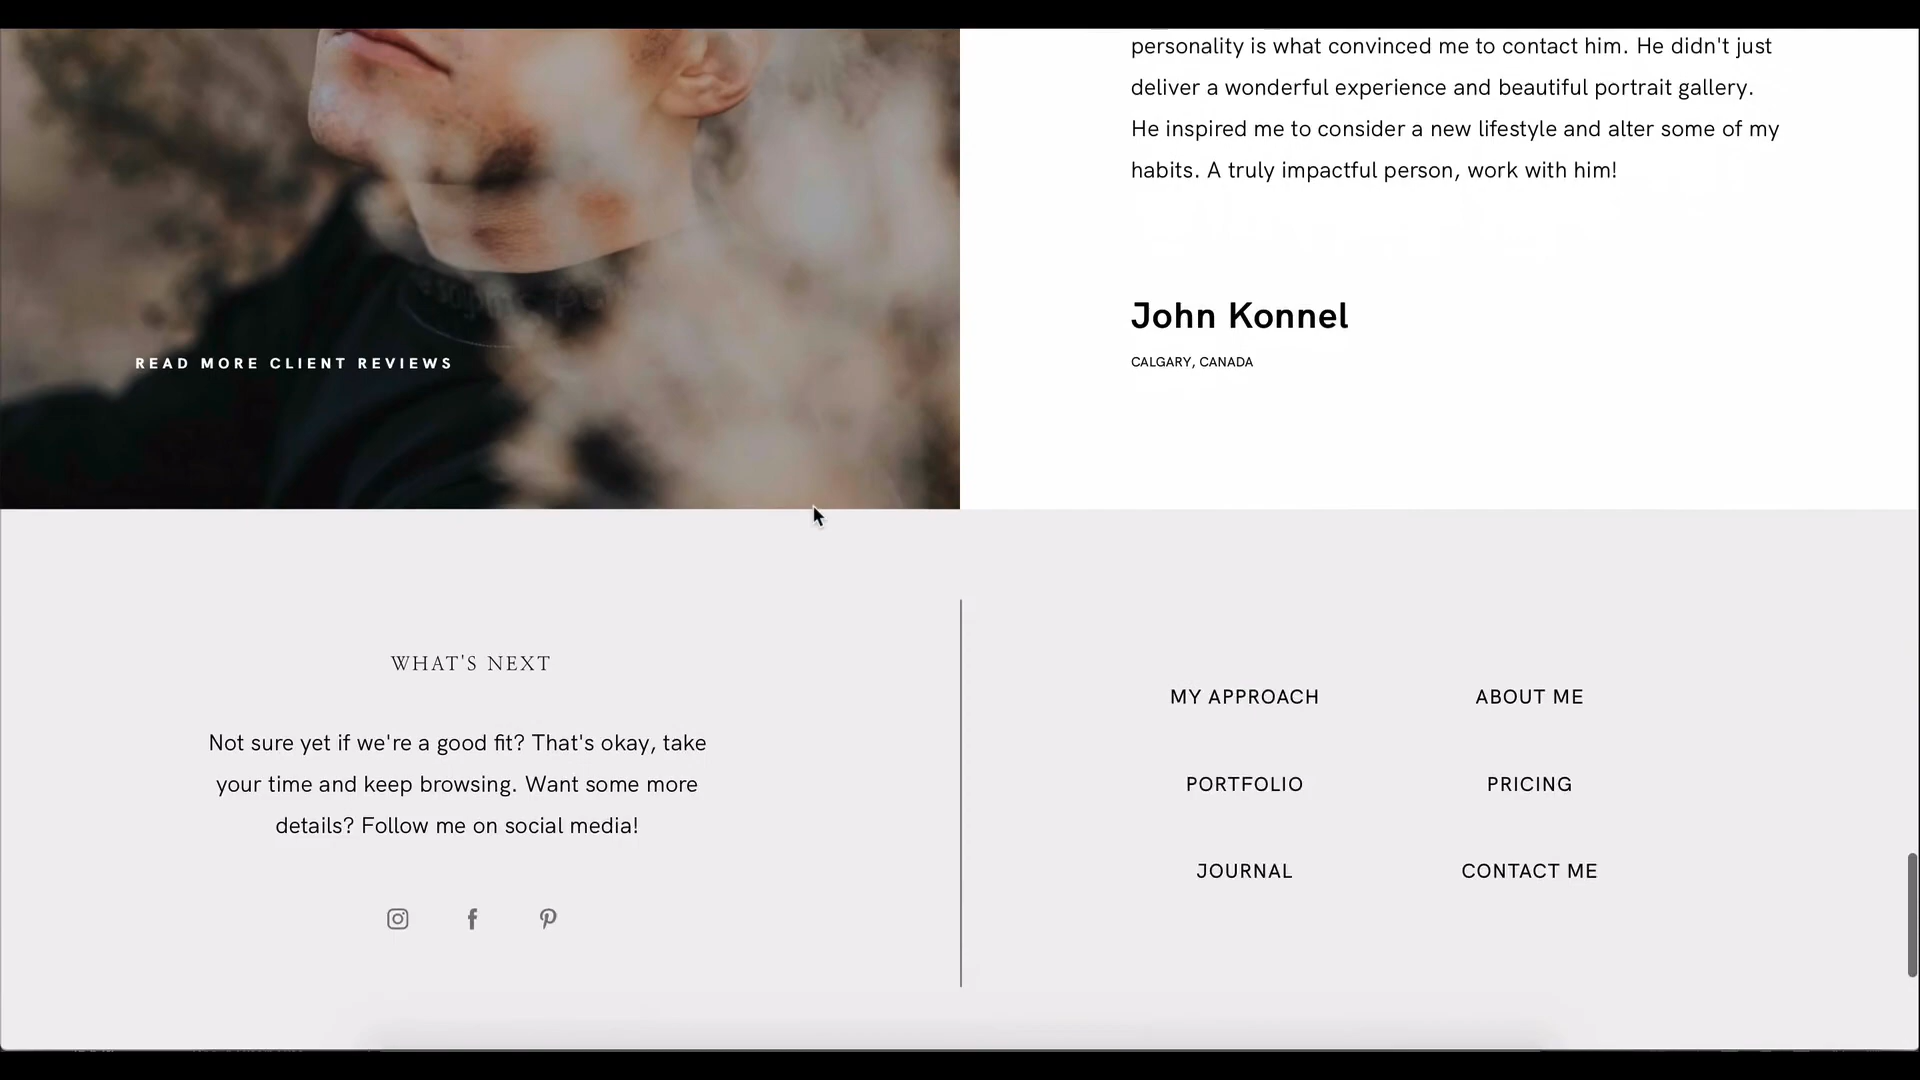 personality is what convinced me to contact him. He didn't just
deliver a wonderful experience and beautiful portrait gallery.
He inspired me to consider a new lifestyle and alter some of my
habits. A truly impactful person, work with him!
John Konnel
CALGARY, CANADA
READ MORE CLIENT REVIEWS
WHAT'S NEXT
Not sure yet if we're a good fit? That's okay, take
your time and keep browsing. Want some more
details? Follow me on social media!
MY APPROACH
ABOUT ME
PORTFOLIO
PRICING
JOURNAL
CONTACT ME